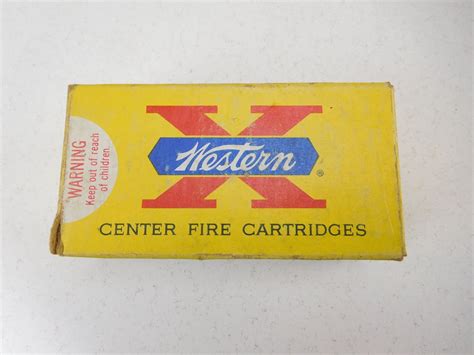 WARNING
Keep out of reach
of children
X
Western
®
CENTER FIRE CARTRIDGES